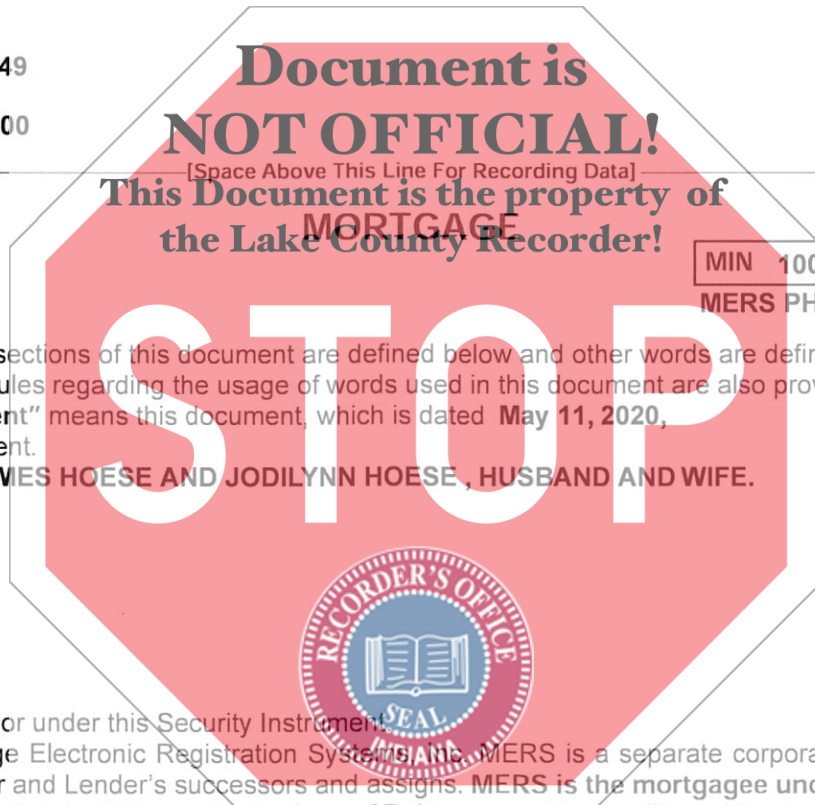 49
Document is
00
NOT OFFICIAL!
[Space Above This Line For Recording Data]
This Document is the property of
MORTGAGE
the Lake County Recorder!
MIN 100
MERS PH
STOP
sections of this document are defined below and other words are defin
ules regarding the usage of words used in this document are also prov
ent" means this document, which is dated May 11, 2020,
ent.
MES HOESE AND JODILYNN HOESE , HUSBAND AND WIFE.
RECORDER'S OFFICE
SEAL
INDIANA
or under this Security Instrument.
ge Electronic Registration Systems, Inc. MERS is a separate corpora
r and Lender's successors and assigns. MERS is the mortgagee und